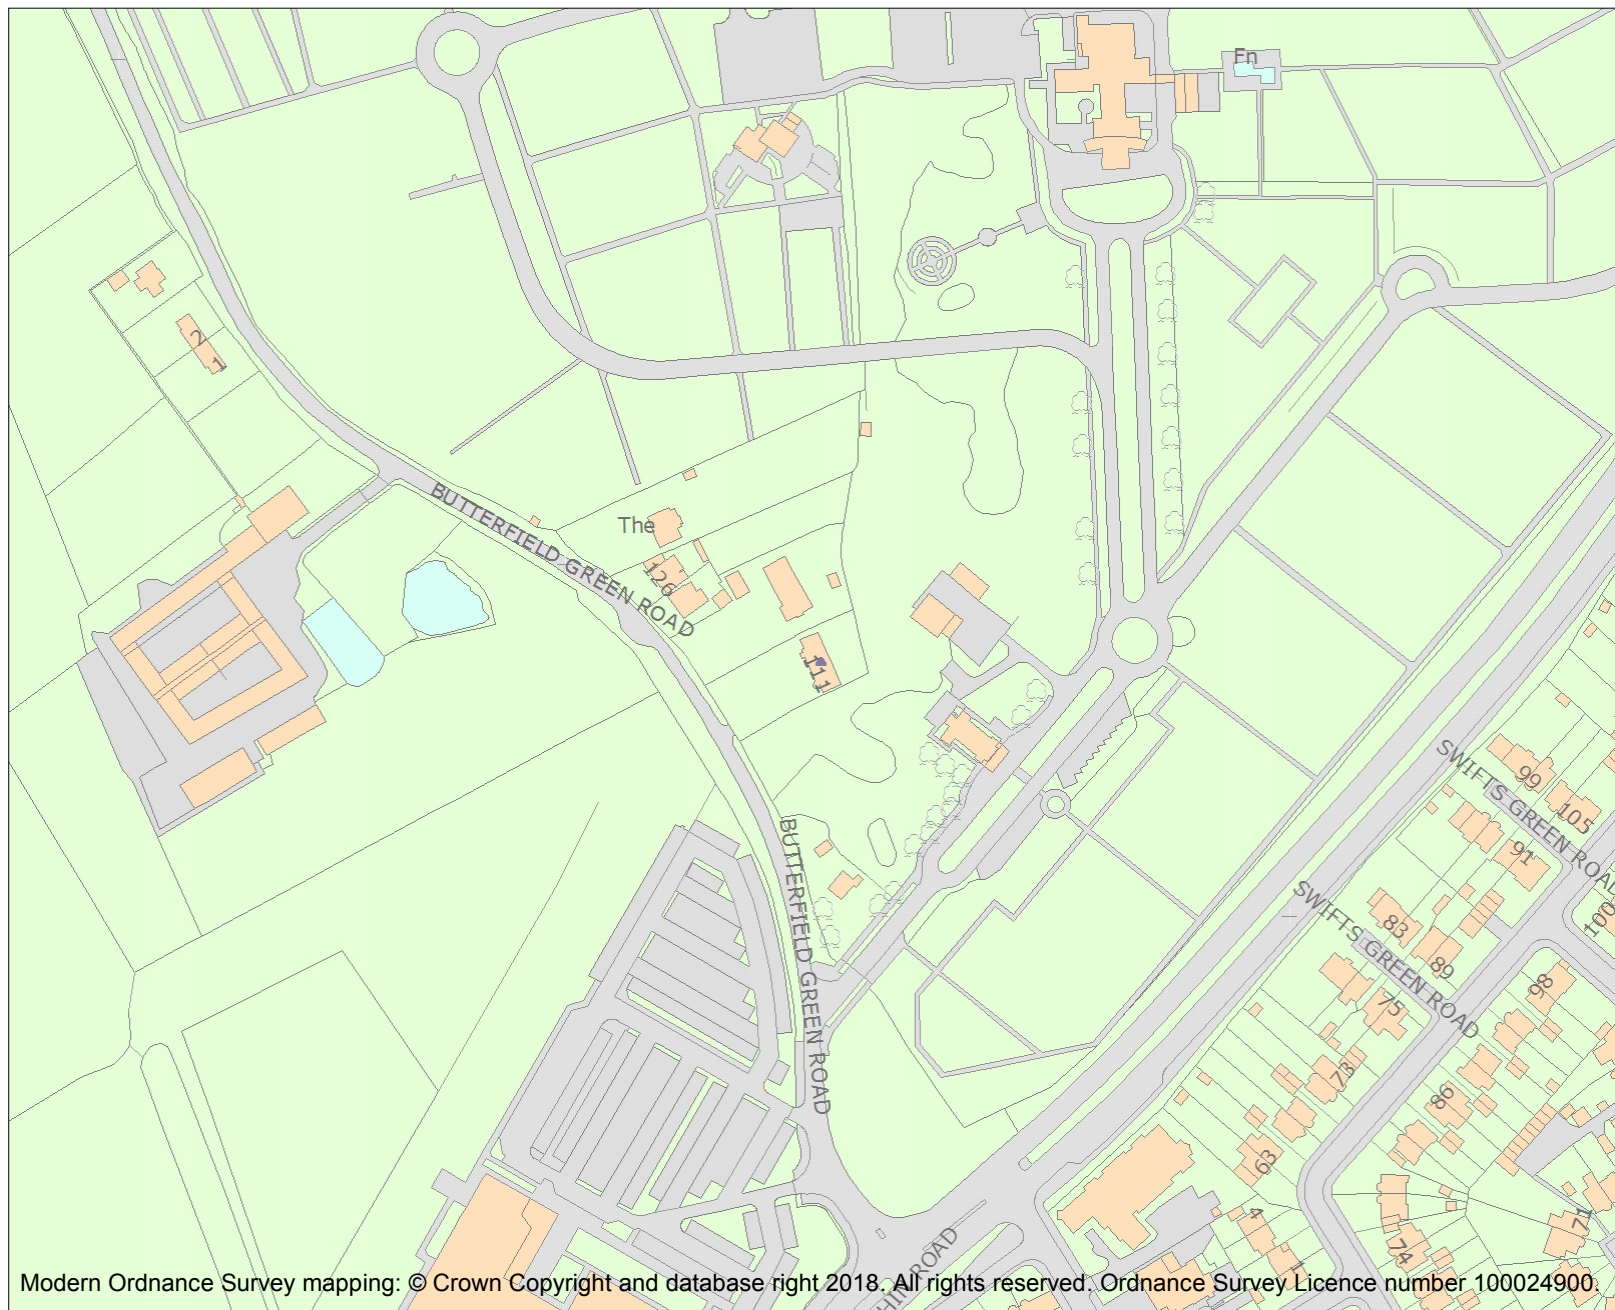 Fn
2
1
BUTTERFIELD GREEN ROAD
The
126
111
SWIFTS GREEN ROAD
99
105
91
SWIFTS GREEN ROAD
83
100
89
98
75
BUTTERFIELD GREEN ROAD
73
86
63
4
71
74
1
HIN ROAD
Modern Ordnance Survey mapping: © Crown Copyright and database right 2018. All rights reserved. Ordnance Survey Licence number 100024900.